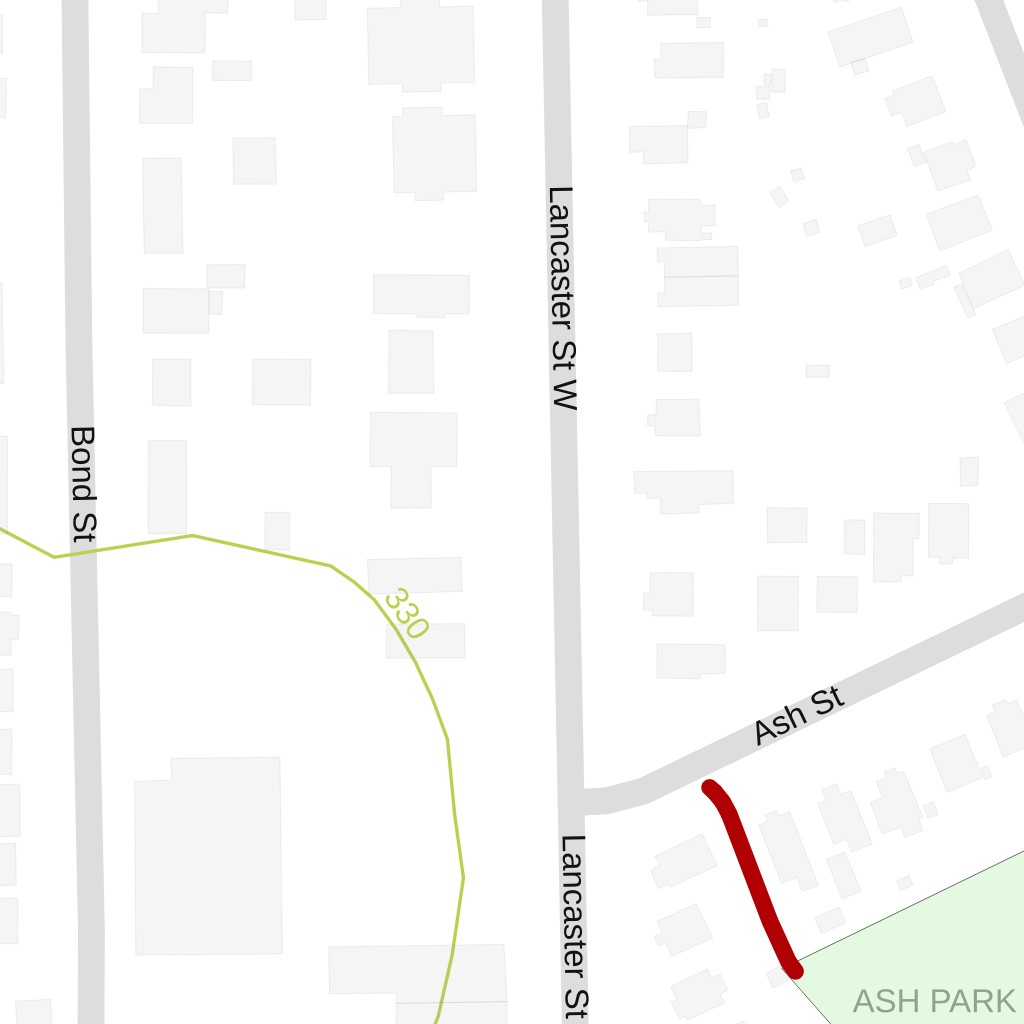 Lancaster St W
Bond St
330
Ash St
Lancaster St
ASH PARK